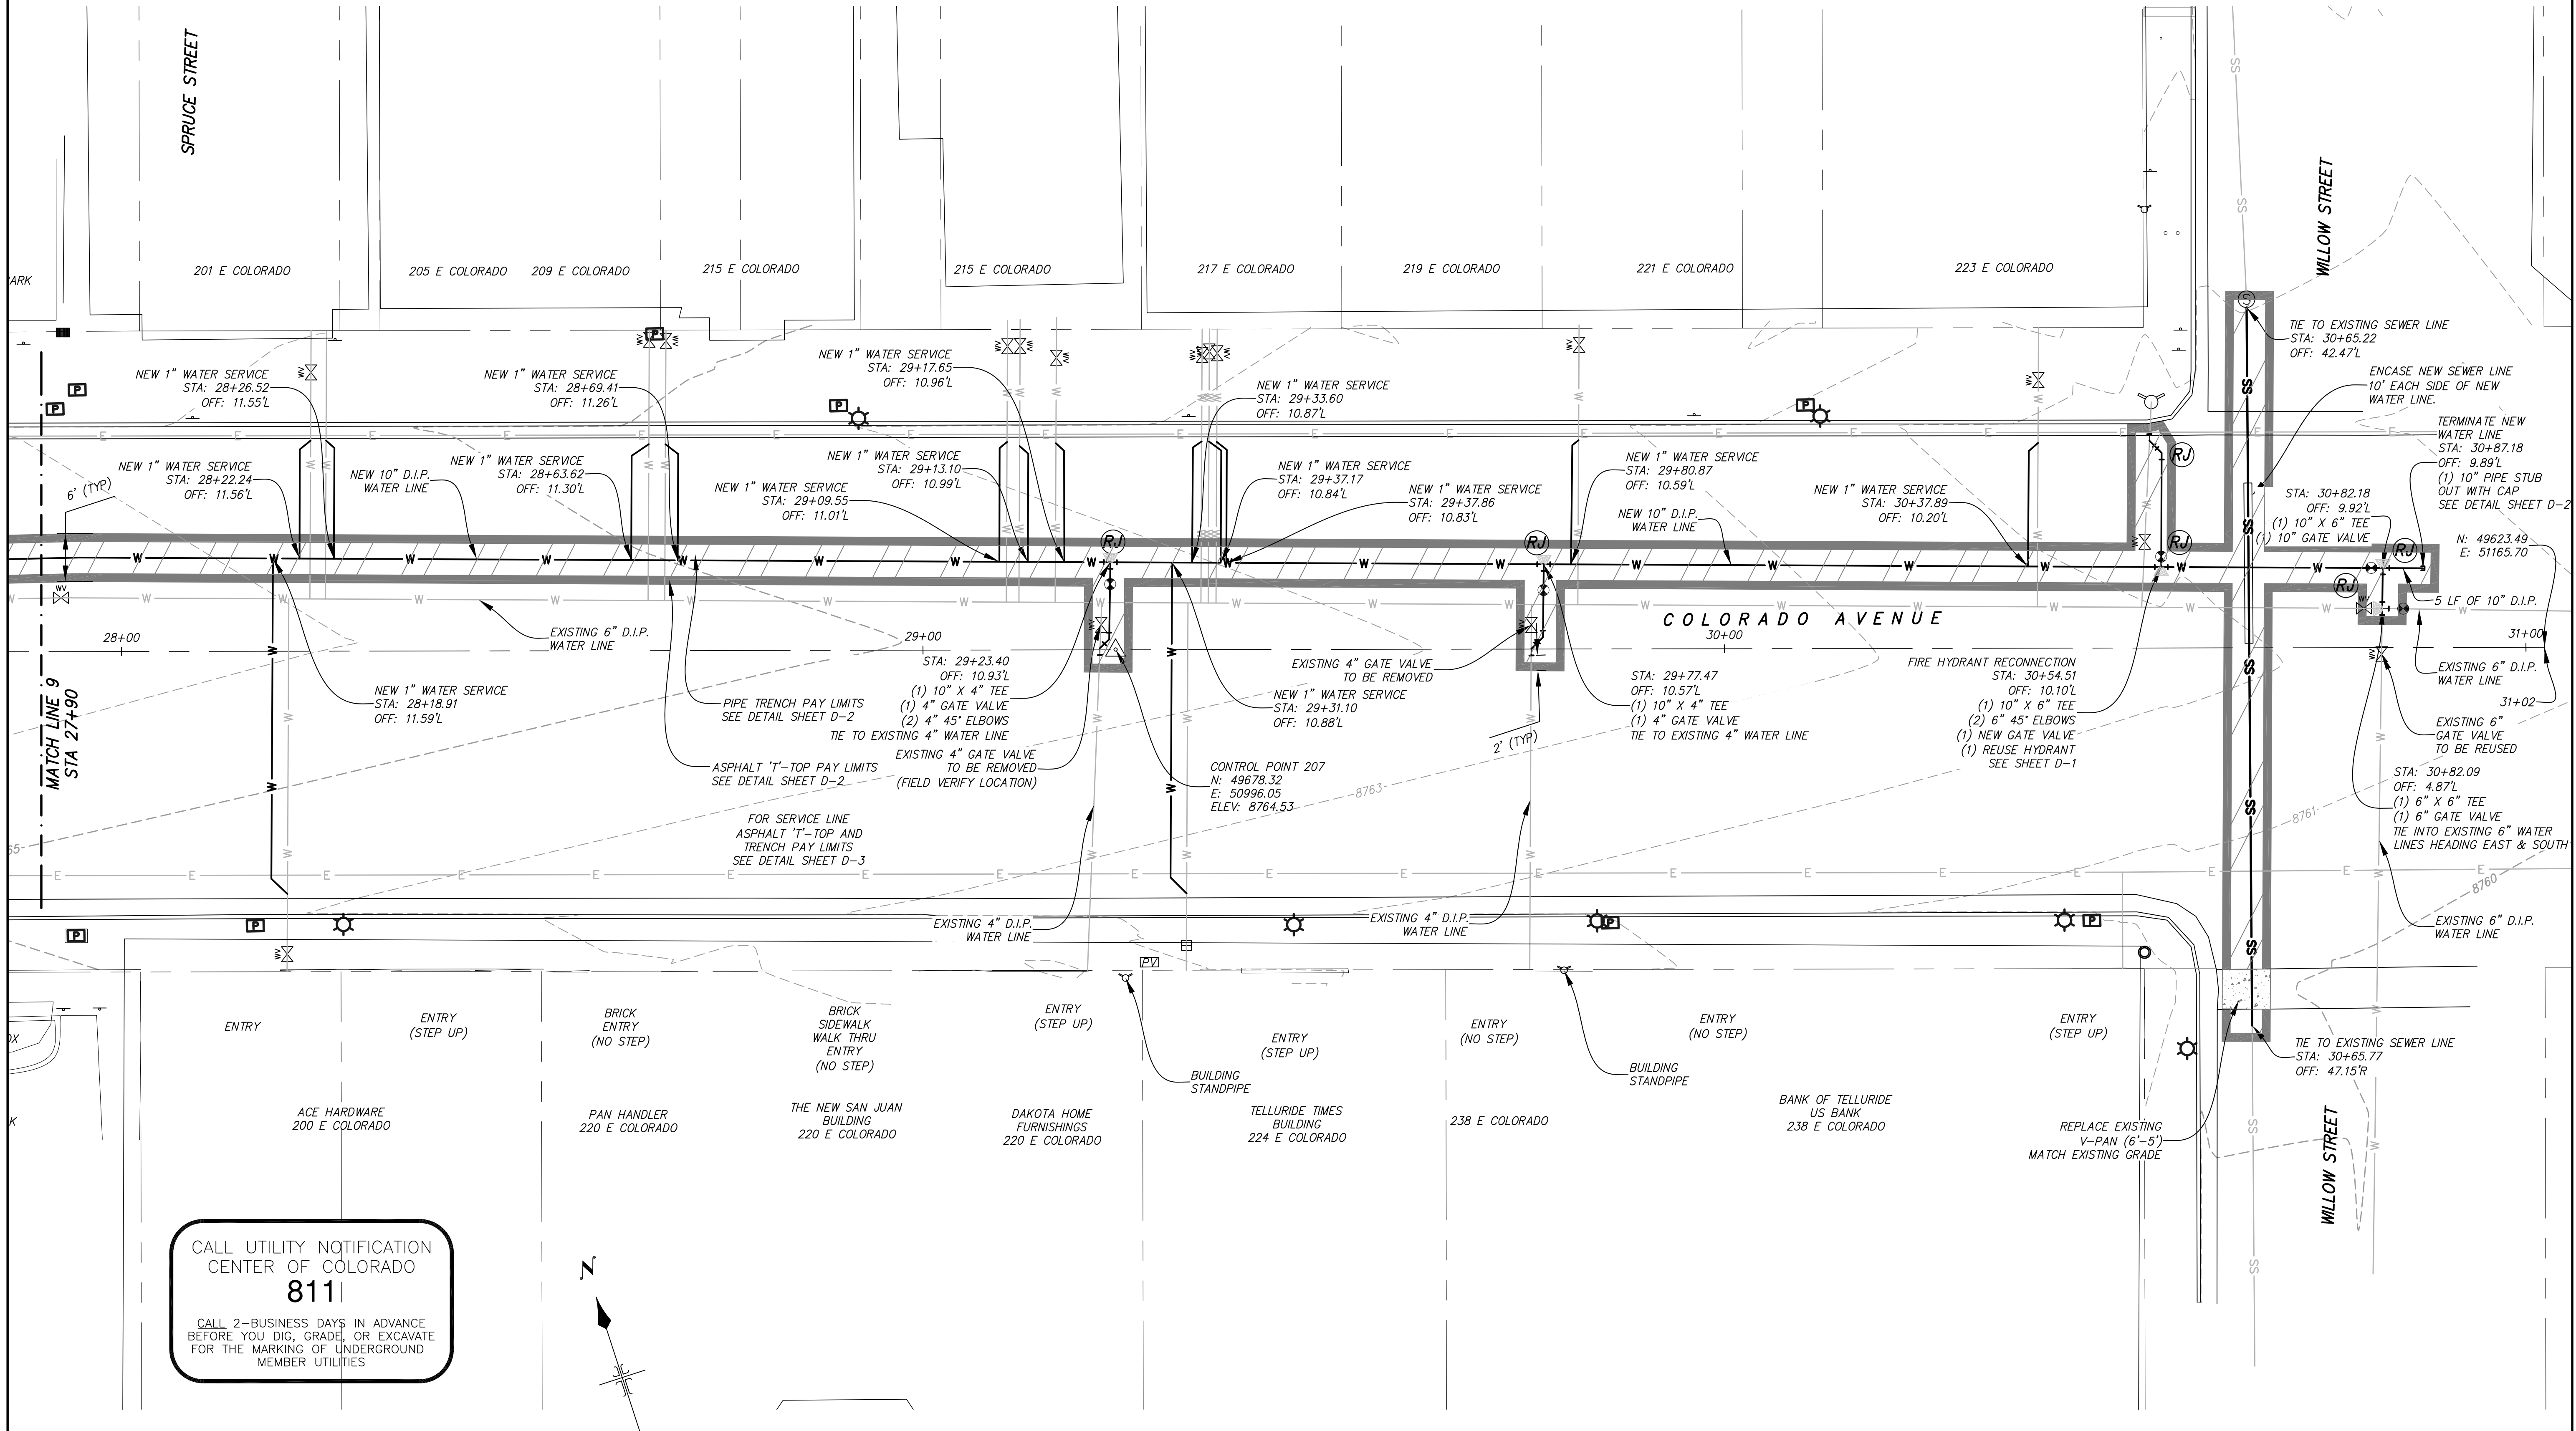 SPRUCE STREET
WILLOW STREET
ARK
201 E COLORADO
205 E COLORADO
209 E COLORADO
215 E COLORADO
215 E COLORADO
217 E COLORADO
219 E COLORADO
221 E COLORADO
223 E COLORADO
NEW 1" WATER SERVICE
STA: 28+26.52
OFF: 11.55'L
NEW 1" WATER SERVICE
STA: 28+69.41
OFF: 11.26'L
NEW 1" WATER SERVICE
STA: 29+17.65
OFF: 10.96'L
NEW 1" WATER SERVICE
STA: 29+33.60
OFF: 10.87'L
TIE TO EXISTING SEWER LINE
STA: 30+65.22
OFF: 42.47'L
ENCASE NEW SEWER LINE
10' EACH SIDE OF NEW
WATER LINE.
TERMINATE NEW
WATER LINE
STA: 30+87.18
OFF: 9.89'L
(1) 10" PIPE STUB
OUT WITH CAP
SEE DETAIL SHEET D-2
6' (TYP)
NEW 1" WATER SERVICE
STA: 28+22.24
OFF: 11.56'L
NEW 10" D.I.P.
WATER LINE
NEW 1" WATER SERVICE
STA: 28+63.62
OFF: 11.30'L
NEW 1" WATER SERVICE
STA: 29+09.55
OFF: 11.01'L
NEW 1" WATER SERVICE
STA: 29+13.10
OFF: 10.99'L
NEW 1" WATER SERVICE
STA: 29+37.17
OFF: 10.84'L
NEW 1" WATER SERVICE
STA: 29+37.86
OFF: 10.83'L
NEW 1" WATER SERVICE
STA: 29+80.87
OFF: 10.59'L
NEW 10" D.I.P.
WATER LINE
NEW 1" WATER SERVICE
STA: 30+37.89
OFF: 10.20'L
STA: 30+82.18
OFF: 9.92'L
(1) 10" X 6" TEE
(1) 10" GATE VALVE
N: 49623.49
E: 51165.70
RJ
RJ
RJ
RJ
RJ
RJ
5 LF OF 10" D.I.P.
COLORADO AVENUE
28+00
29+00
30+00
31+00
31+02
MATCH LINE 9
STA 27+90
EXISTING 6" D.I.P.
WATER LINE
NEW 1" WATER SERVICE
STA: 28+18.91
OFF: 11.59'L
PIPE TRENCH PAY LIMITS
SEE DETAIL SHEET D-2
ASPHALT 'T'-TOP PAY LIMITS
SEE DETAIL SHEET D-2
STA: 29+23.40
OFF: 10.93'L
(1) 10" X 4" TEE
(1) 4" GATE VALVE
(2) 4" 45° ELBOWS
TIE TO EXISTING 4" WATER LINE
EXISTING 4" GATE VALVE
TO BE REMOVED
(FIELD VERIFY LOCATION)
FOR SERVICE LINE
ASPHALT 'T'-TOP AND
TRENCH PAY LIMITS
SEE DETAIL SHEET D-3
CONTROL POINT 207
N: 49678.32
E: 50996.05
ELEV: 8764.53
EXISTING 4" GATE VALVE
TO BE REMOVED
NEW 1" WATER SERVICE
STA: 29+31.10
OFF: 10.88'L
2' (TYP)
8763
STA: 29+77.47
OFF: 10.57'L
(1) 10" X 4" TEE
(1) 4" GATE VALVE
TIE TO EXISTING 4" WATER LINE
FIRE HYDRANT RECONNECTION
STA: 30+54.51
OFF: 10.10'L
(1) 10" X 6" TEE
(2) 6" 45° ELBOWS
(1) NEW GATE VALVE
(1) REUSE HYDRANT
SEE SHEET D-1
EXISTING 6" D.I.P.
WATER LINE
EXISTING 6"
GATE VALVE
TO BE REUSED
STA: 30+82.09
OFF: 4.87'L
(1) 6" X 6" TEE
(1) 6" GATE VALVE
TIE INTO EXISTING 6" WATER
LINES HEADING EAST & SOUTH
8761
8760
65
EXISTING 6" D.I.P.
WATER LINE
EXISTING 4" D.I.P.
WATER LINE
EXISTING 4" D.I.P.
WATER LINE
PV
ENTRY
ENTRY
(STEP UP)
BRICK
ENTRY
(NO STEP)
BRICK
SIDEWALK
WALK THRU
ENTRY
(NO STEP)
ENTRY
(STEP UP)
ENTRY
(STEP UP)
ENTRY
(NO STEP)
ENTRY
(NO STEP)
ENTRY
(STEP UP)
BUILDING
STANDPIPE
BUILDING
STANDPIPE
TIE TO EXISTING SEWER LINE
STA: 30+65.77
OFF: 47.15'R
OX
K
ACE HARDWARE
200 E COLORADO
PAN HANDLER
220 E COLORADO
THE NEW SAN JUAN
BUILDING
220 E COLORADO
DAKOTA HOME
FURNISHINGS
220 E COLORADO
TELLURIDE TIMES
BUILDING
224 E COLORADO
238 E COLORADO
BANK OF TELLURIDE
US BANK
238 E COLORADO
REPLACE EXISTING
V-PAN (6'-5')
MATCH EXISTING GRADE
WILLOW STREET
CALL UTILITY NOTIFICATION
CENTER OF COLORADO
811
CALL 2-BUSINESS DAYS IN ADVANCE
BEFORE YOU DIG, GRADE, OR EXCAVATE
FOR THE MARKING OF UNDERGROUND
MEMBER UTILITIES
N